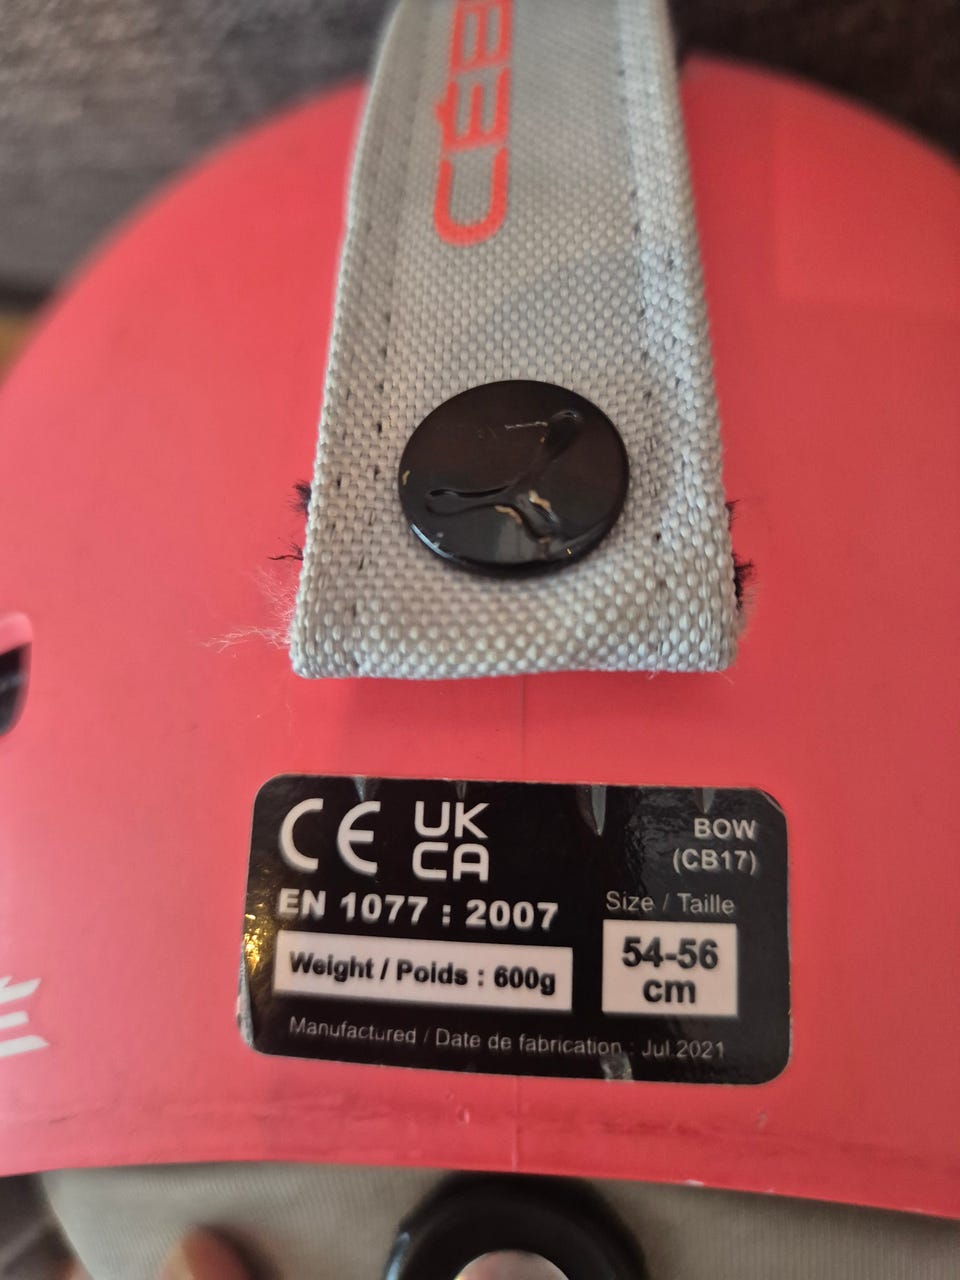 CE UK
CA
BOW
(CB17)
EN 1077 : 2007
Size / Taille
54-56
cm
Weight / Poids : 600g
Manufactured / Date de fabrication : Jul.2021